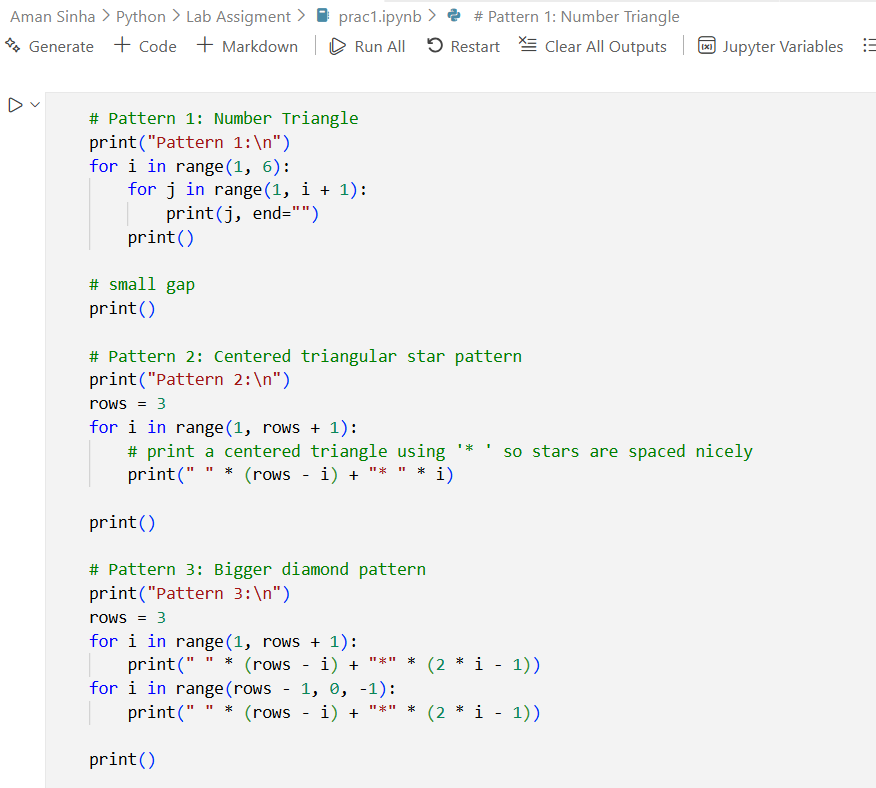 Aman Sinha > Python > Lab Assigment > prac1.ipynb > # Pattern 1: Number Triangle
Generate + Code + Markdown | Run All Restart Clear All Outputs | Jupyter Variables
# Pattern 1: Number Triangle
print("Pattern 1:\n")
for i in range(1, 6):
    for j in range(1, i + 1):
        print(j, end="")
    print()

# small gap
print()

# Pattern 2: Centered triangular star pattern
print("Pattern 2:\n")
rows = 3
for i in range(1, rows + 1):
    # print a centered triangle using '* ' so stars are spaced nicely
    print(" " * (rows - i) + "* " * i)

print()

# Pattern 3: Bigger diamond pattern
print("Pattern 3:\n")
rows = 3
for i in range(1, rows + 1):
    print(" " * (rows - i) + "*" * (2 * i - 1))
for i in range(rows - 1, 0, -1):
    print(" " * (rows - i) + "*" * (2 * i - 1))

print()